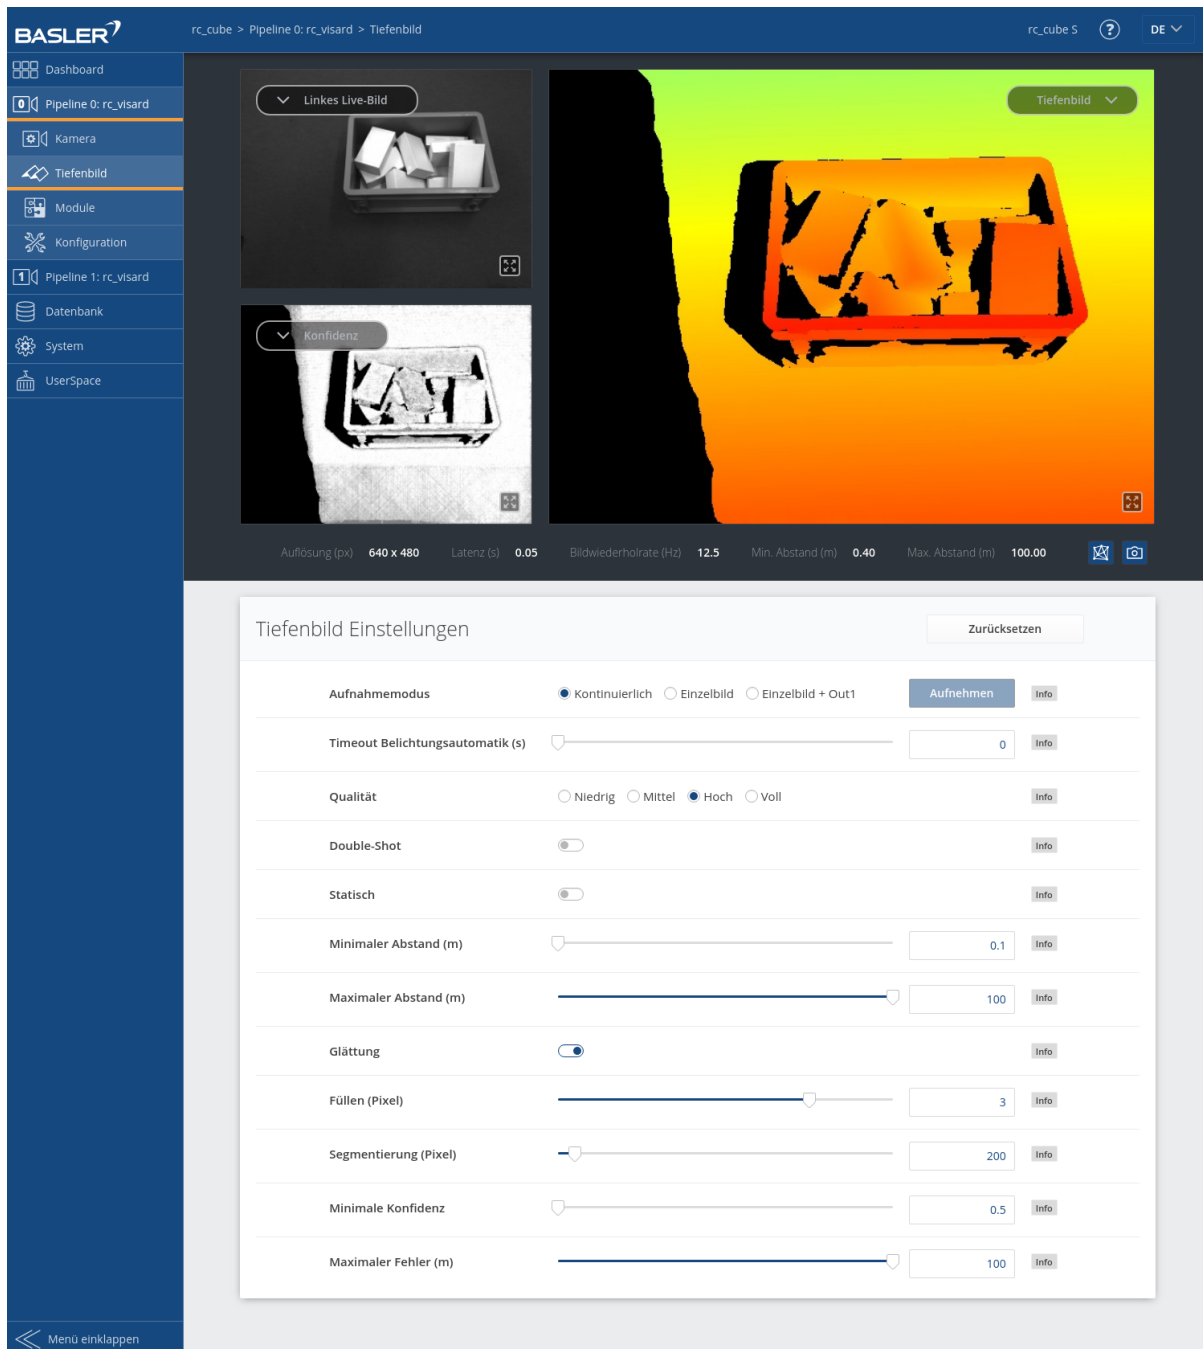 BASLER
rc_cube > Pipeline 0: rc_visard > Tiefenbild
rc_cube S
?
DE
Dashboard
0 Pipeline 0: rc_visard
Kamera
Tiefenbild
Module
Konfiguration
1 Pipeline 1: rc_visard
Datenbank
System
UserSpace
Menü einklappen
Linkes Live-Bild
Tiefenbild
Konfidenz
Auflösung (px) 640 x 480 Latenz (s) 0.05 Bildwiederholrate (Hz) 12.5 Min. Abstand (m) 0.40 Max. Abstand (m) 100.00
Tiefenbild Einstellungen
Zurücksetzen
Aufnahmemodus Kontinuierlich Einzelbild Einzelbild + Out1 Aufnehmen Info
Timeout Belichtungsautomatik (s) 0 Info
Qualität Niedrig Mittel Hoch Voll Info
Double-Shot Info
Statisch Info
Minimaler Abstand (m) 0.1 Info
Maximaler Abstand (m) 100 Info
Glättung Info
Füllen (Pixel) 3 Info
Segmentierung (Pixel) 200 Info
Minimale Konfidenz 0.5 Info
Maximaler Fehler (m) 100 Info